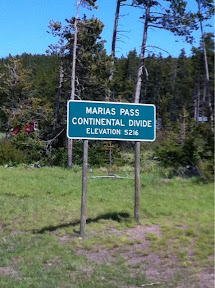 MARIAS PASS
CONTINENTAL DIVIDE
ELEVATION 5216